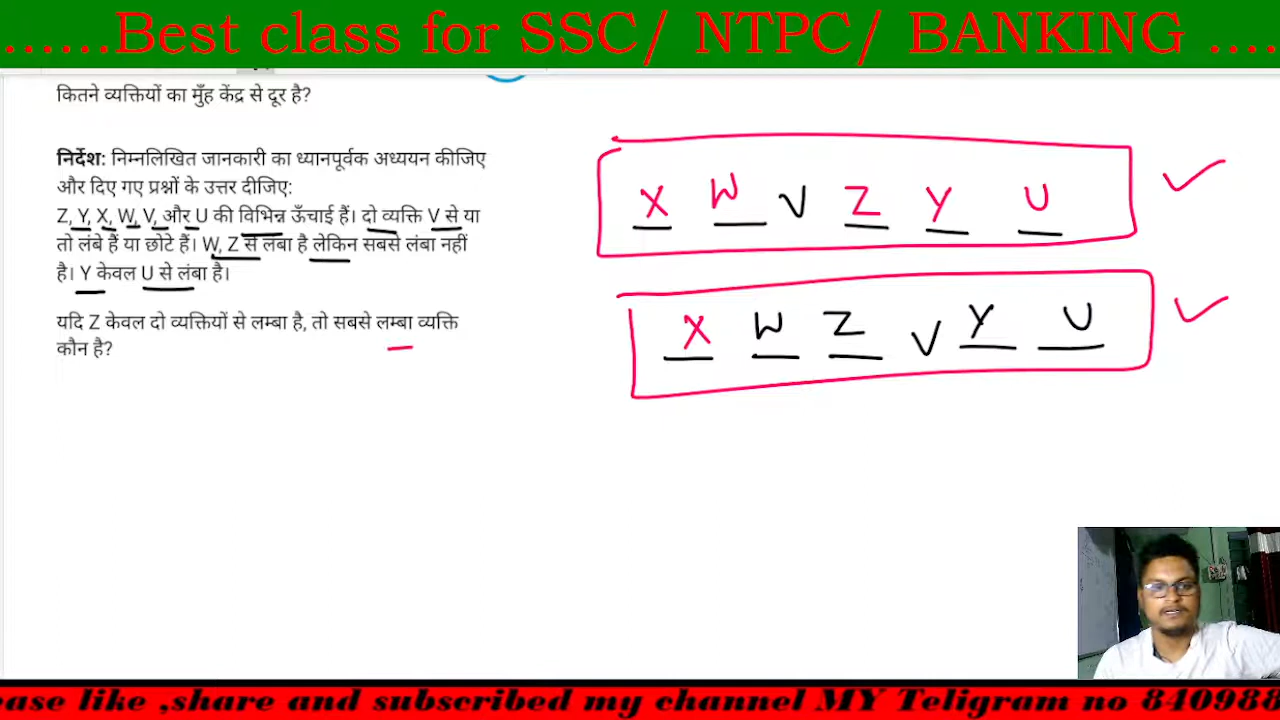 ......Best class for SSC/ NTPC/ BANKING ....
कितने व्यक्तियों का मुँह केंद्र से दूर है?
निर्देश: निम्नलिखित जानकारी का ध्यानपूर्वक अध्ययन कीजिए
और दिए गए प्रश्नों के उत्तर दीजिए:
Z, Y, X, W, V, और U की विभिन्न ऊँचाई हैं। दो व्यक्ति V से या
तो लंबे हैं या छोटे हैं। W, Z से लंबा है लेकिन सबसे लंबा नहीं
है। Y केवल U से लंबा है।
यदि Z केवल दो व्यक्तियों से लम्बा है, तो सबसे लम्बा व्यक्ति
कौन है?
X W V Z Y U
X W Z V Y U
ease like ,share and subscribed my channel MY Teligram no 840988